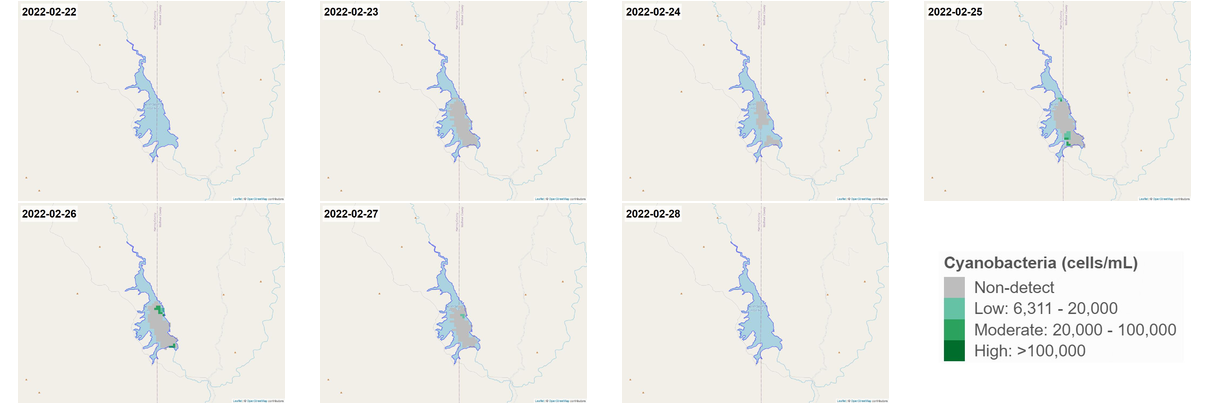 2022-02-22
2022-02-23
2022-02-24
2022-02-25
2022-02-26
2022-02-27
2022-02-28
Cyanobacteria (cells/mL)
Non-detect
Low: 6,311 - 20,000
Moderate: 20,000 - 100,000
High: >100,000